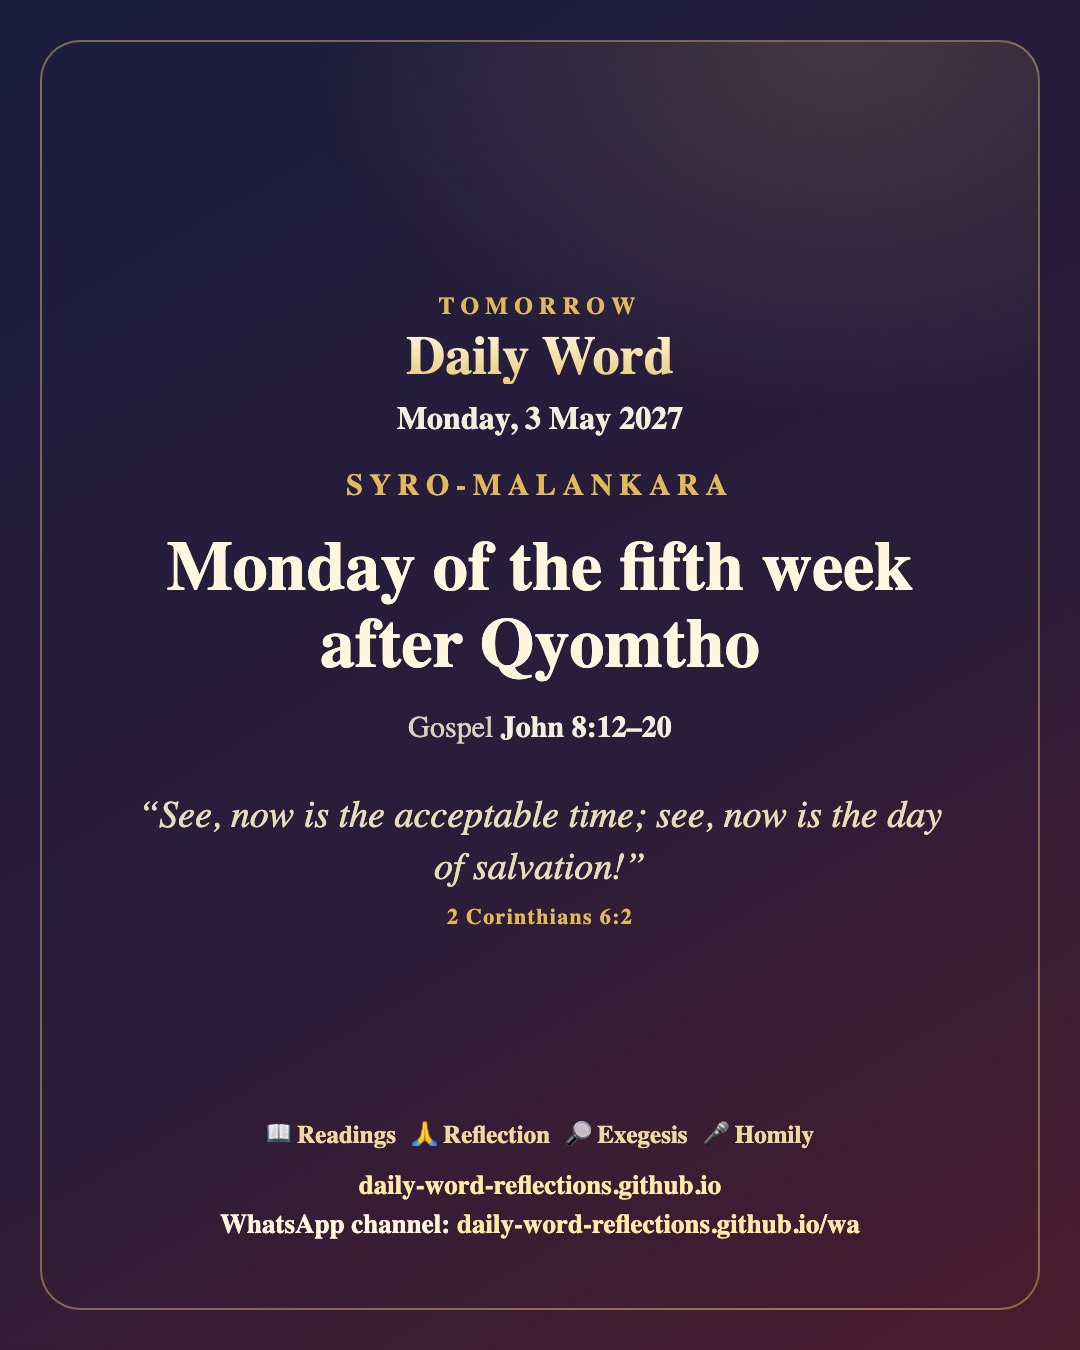 TOMORROW
Daily Word
Monday, 3 May 2027
SYRO-MALANKARA
Monday of the fifth week
after Qyomtho
Gospel John 8:12–20
“See, now is the acceptable time; see, now is the day
of salvation!”
2 Corinthians 6:2
📖 Readings 🙏 Reflection 🔎 Exegesis 🎤 Homily
daily-word-reflections.github.io
WhatsApp channel: daily-word-reflections.github.io/wa